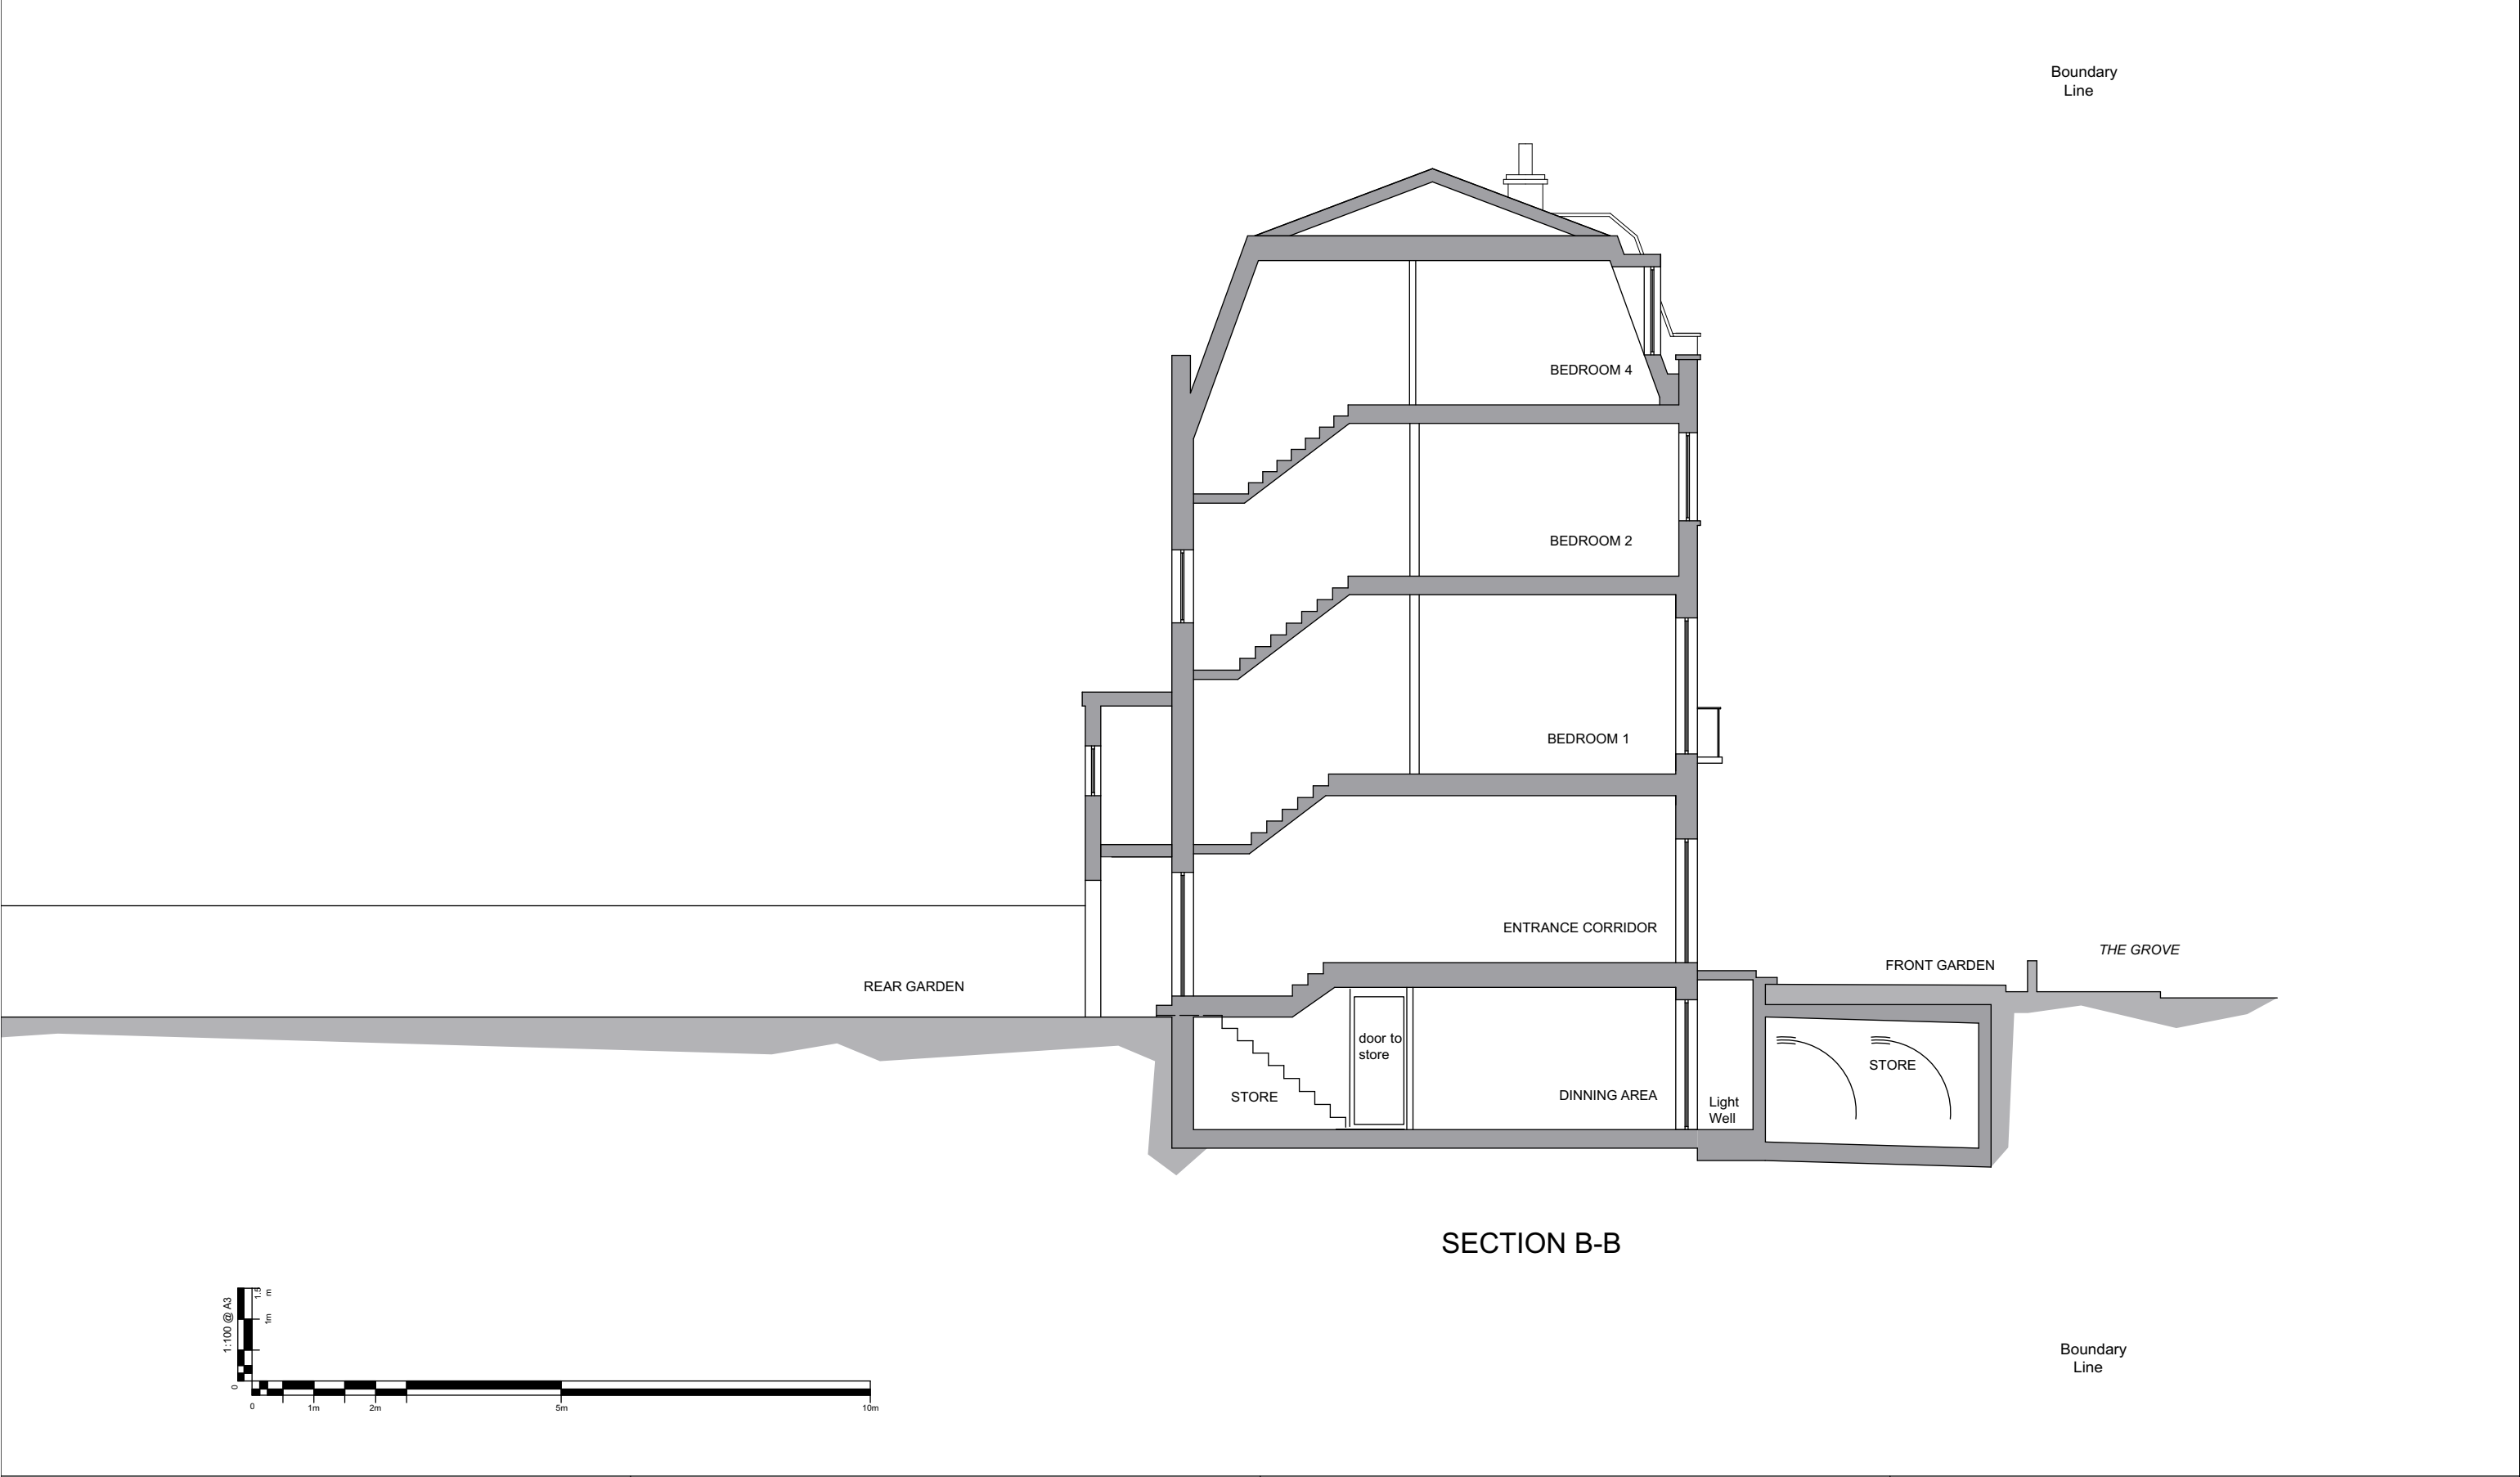 Boundary
Line
BEDROOM 4
BEDROOM 2
BEDROOM 1
ENTRANCE CORRIDOR
THE GROVE
FRONT GARDEN
REAR GARDEN
door to
store
STORE
STORE
DINNING AREA
Light
Well
SECTION B-B
1:100 @ A3
0
1m
1.5
m
0
1m
2m
5m
10m
Boundary
Line